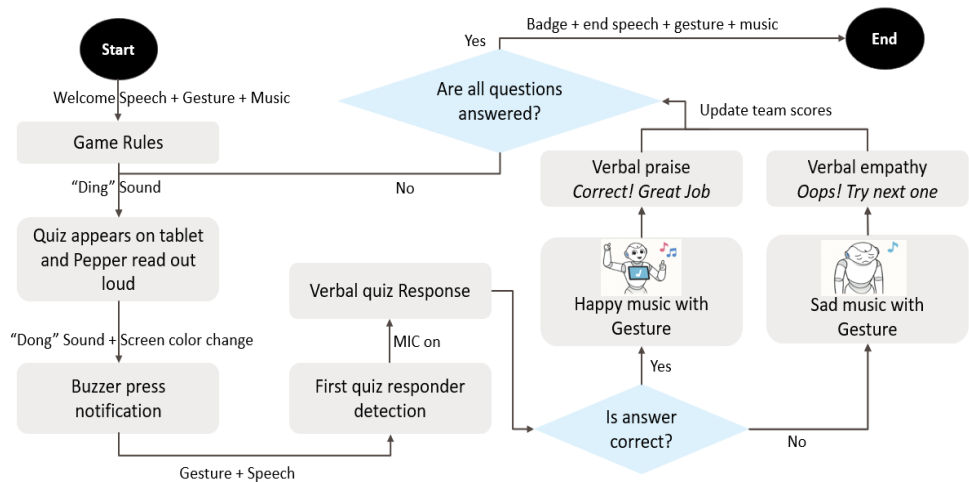 Start
Welcome Speech + Gesture + Music
Game Rules
"Ding" Sound
Quiz appears on tablet
and Pepper read out
loud
"Dong" Sound + Screen color change
Buzzer press
notification
Gesture + Speech
First quiz responder
detection
MIC on
Verbal quiz Response
Is answer
correct?
Yes
Happy music with
Gesture
Verbal praise
Correct! Great Job
No
Sad music with
Gesture
Verbal empathy
Oops! Try next one
Update team scores
Are all questions
answered?
No
Yes
Badge + end speech + gesture + music
End